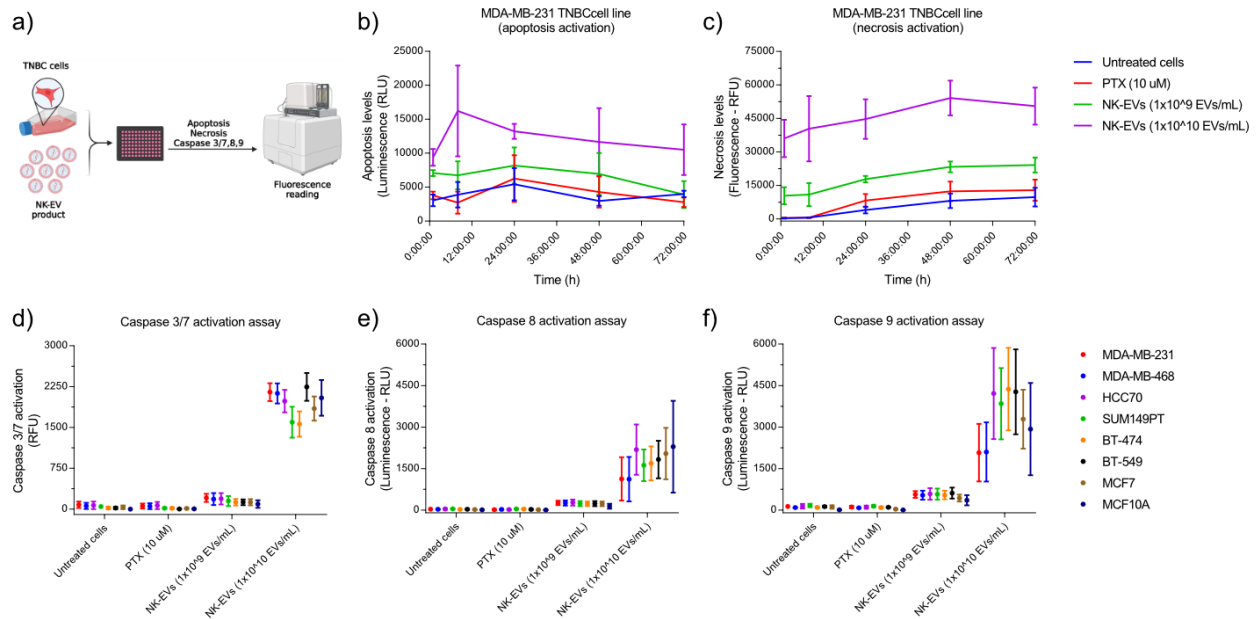 a)
TNBC cells
NK-EV
product
Apoptosis
Necrosis
Caspase 3/7,8,9
Fluorescence
reading
b)
MDA-MB-231 TNBCcell line
(apoptosis activation)
Apoptosis levels
(Luminescence (RLU)
25000
20000
15000
10000
5000
0
0:00:00
12:00:00
24:00:00
36:00:00
48:00:00
60:00:00
72:00:00
Time (h)
c)
MDA-MB-231 TNBCcell line
(necrosis activation)
Necrosis levels
(Fluorescence - RFU)
75000
60000
45000
30000
15000
0
0:00:00
12:00:00
24:00:00
36:00:00
48:00:00
60:00:00
72:00:00
Time (h)
Untreated cells
PTX (10 uM)
NK-EVs (1x10^9 EVs/mL)
NK-EVs (1x10^10 EVs/mL)
d)
Caspase 3/7 activation assay
Caspase 3/7 activation
(RFU)
3000
2250
1500
750
0
Untreated cells
PTX (10 uM)
NK-EVs (1x10^9 EVs/mL)
NK-EVs (1x10^10 EVs/mL)
e)
Caspase 8 activation assay
Caspase 8 activation
(Luminescence - RLU)
6000
4500
3000
1500
0
Untreated cells
PTX (10 uM)
NK-EVs (1x10^9 EVs/mL)
NK-EVs (1x10^10 EVs/mL)
f)
Caspase 9 activation assay
Caspase 9 activation
(Luminescence - RLU)
6000
4500
3000
1500
0
Untreated cells
PTX (10 uM)
NK-EVs (1x10^9 EVs/mL)
NK-EVs (1x10^10 EVs/mL)
MDA-MB-231
MDA-MB-468
HCC70
SUM149PT
BT-474
BT-549
MCF7
MCF10A